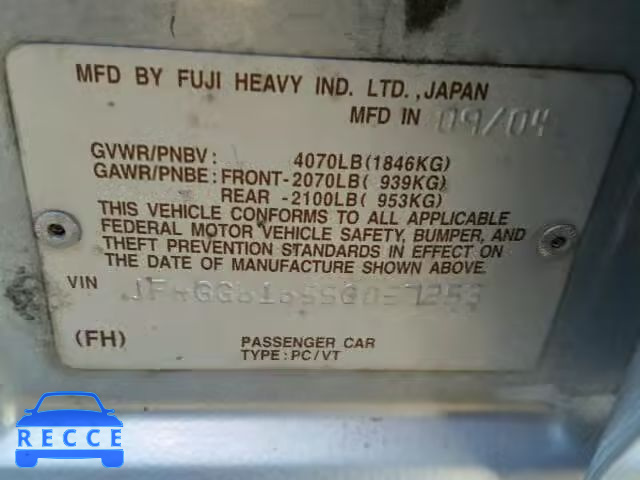 MFD BY FUJI HEAVY IND. LTD., JAPAN
MFD IN 09/04
GVWR/PNBV: 4070LB(1846KG)
GAWR/PNBE: FRONT-2070LB( 939KG)
REAR -2100LB( 953KG)
THIS VEHICLE CONFORMS TO ALL APPLICABLE
FEDERAL MOTOR VEHICLE SAFETY, BUMPER, AND
THEFT PREVENTION STANDARDS IN EFFECT ON
THE DATE OF MANUFACTURE SHOWN ABOVE.
VIN
(FH)
PASSENGER CAR
TYPE:PC/VT
RECCE